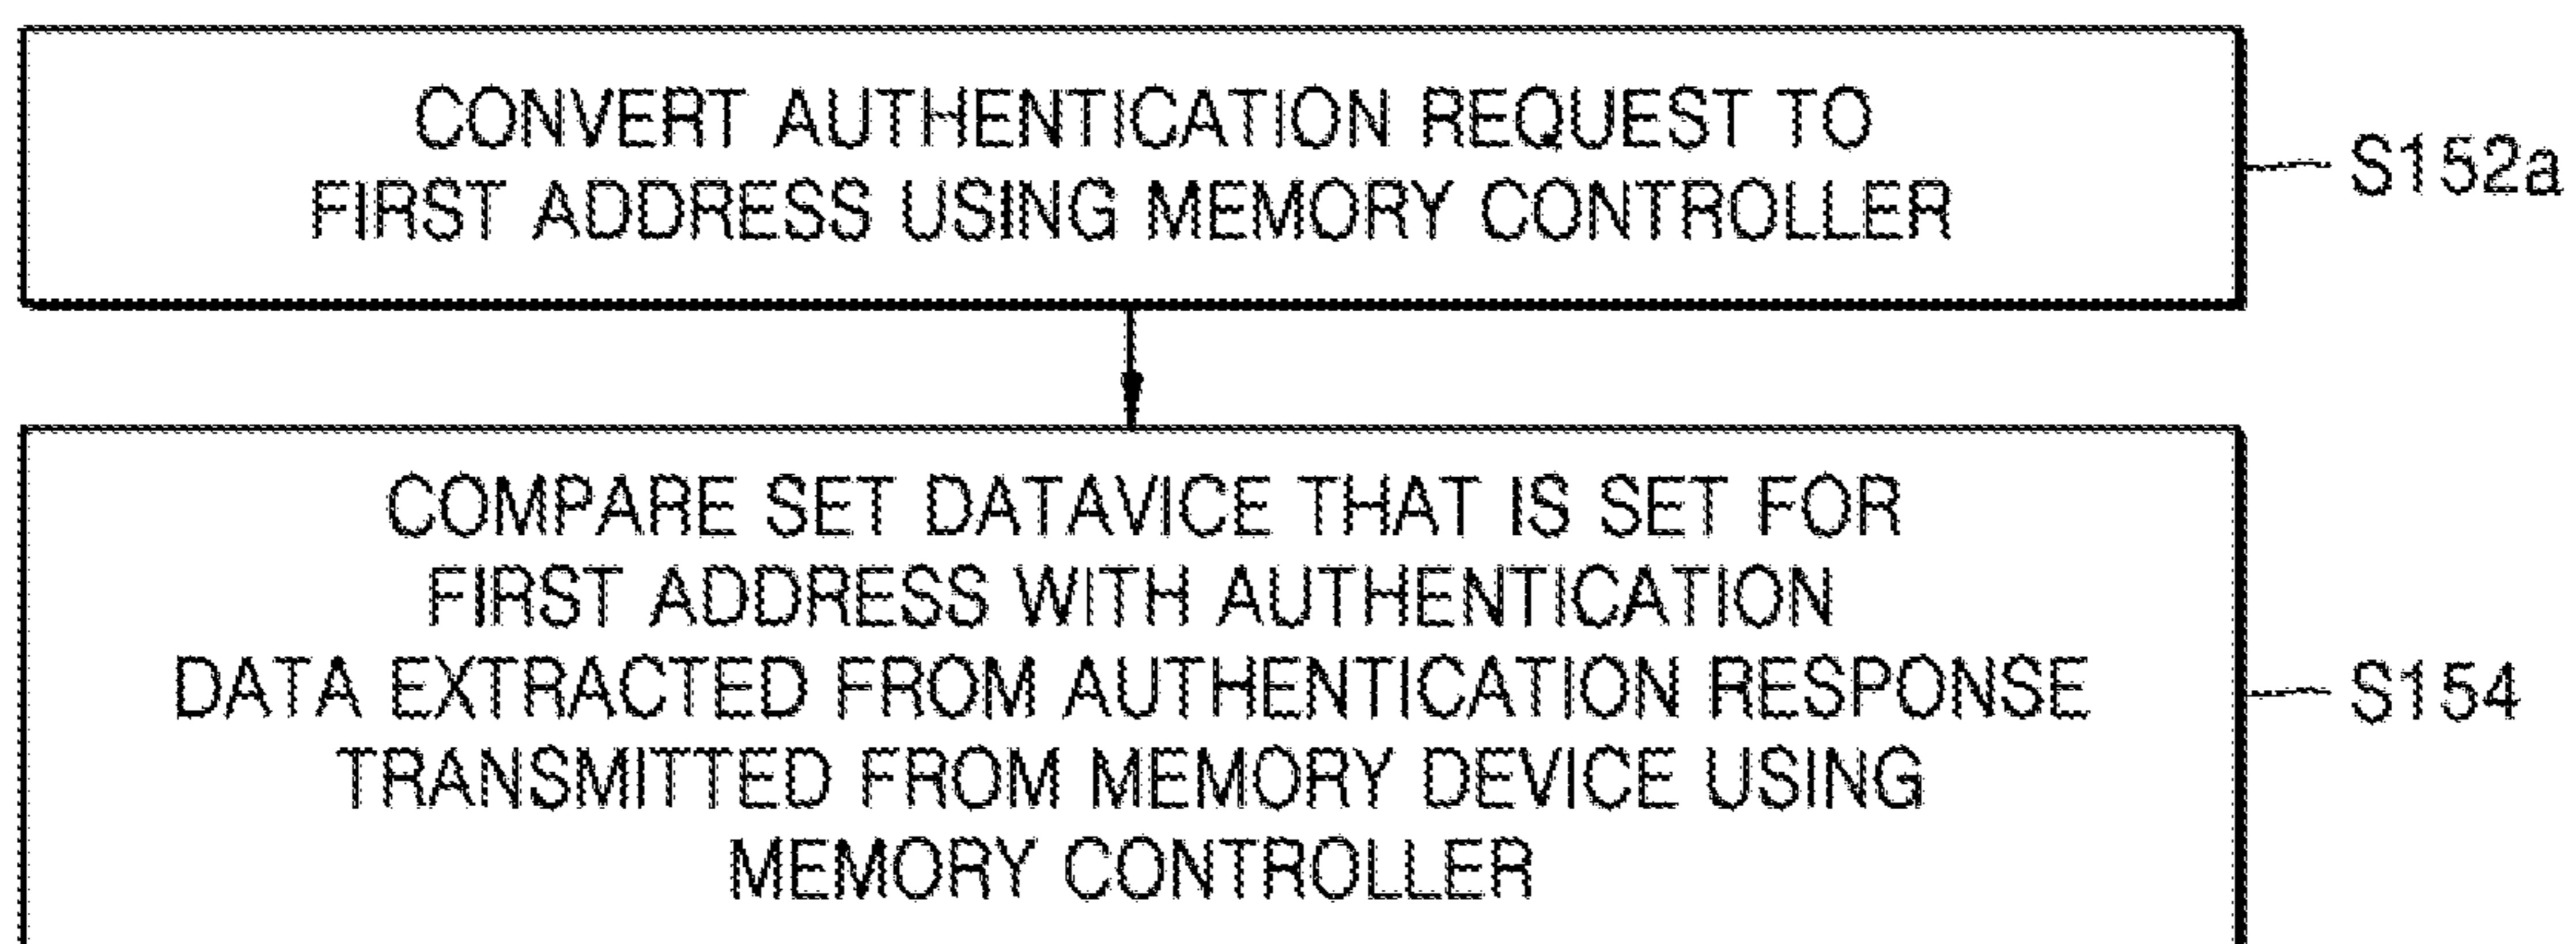 CONVERT AUTHENTICATION REQUEST TO
FIRST ADDRESS USING MEMORY CONTROLLER
S152a
COMPARE SET DATAVICE THAT IS SET FOR
FIRST ADDRESS WITH AUTHENTICATION
DATA EXTRACTED FROM AUTHENTICATION RESPONSE
TRANSMITTED FROM MEMORY DEVICE USING
MEMORY CONTROLLER
S154